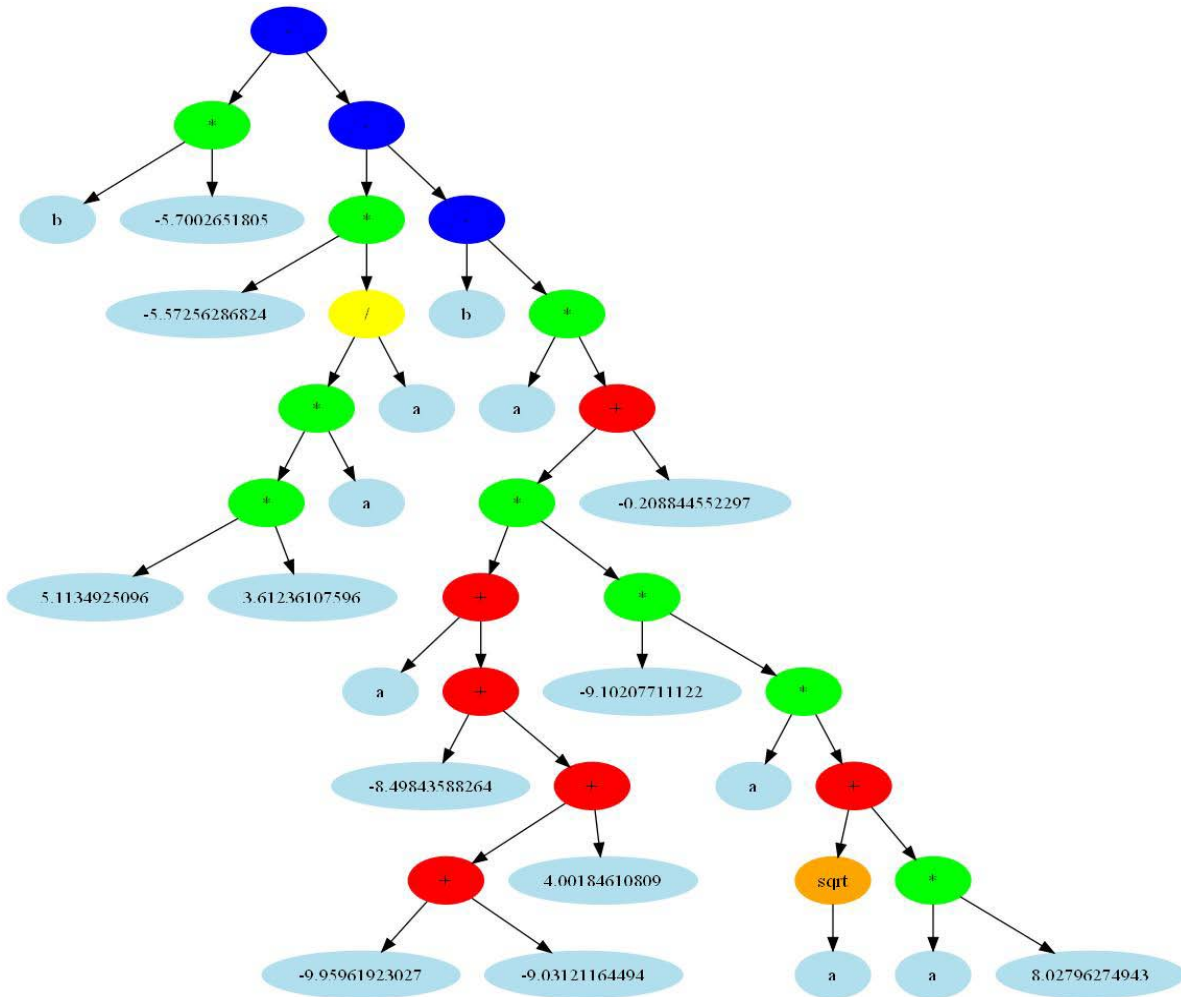 -
* -
b -5.7002651805 * -
-5.57256286824 / b *
* a a +
* a * -0.208844552297
5.1134925096 3.61236107596 + *
a + -9.10207711122 *
-8.49843588264 + a +
+ 4.00184610809 sqrt *
-9.95961923027 -9.03121164494 a a 8.02796274943